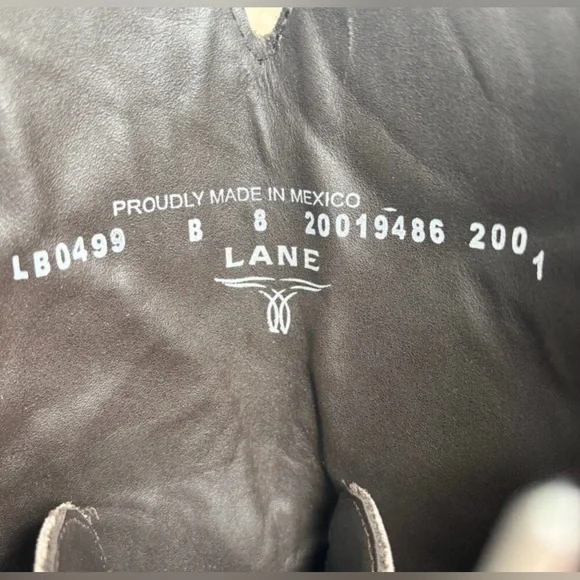 PROUDLY MADE IN MEXICO
LB0499 B 8 20019486 2001
LANE